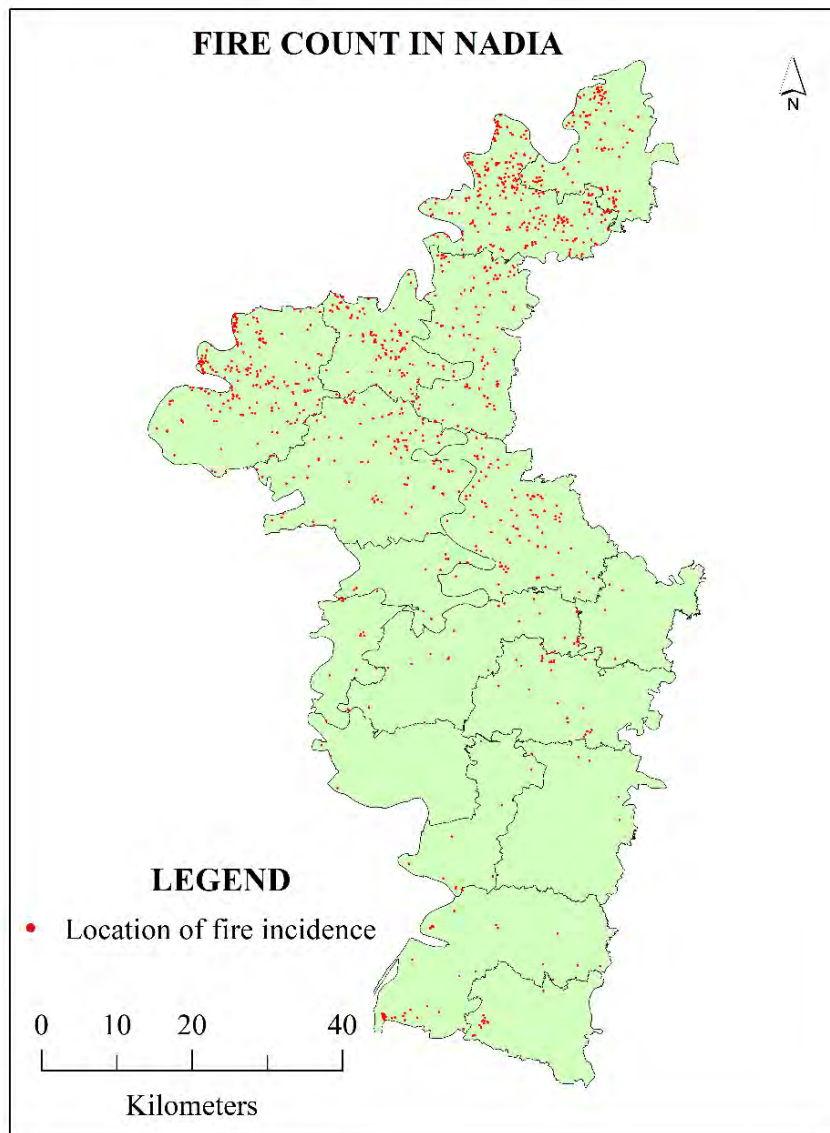 FIRE COUNT IN NADIA
N
LEGEND
Location of fire incidence
0 10 20 40
Kilometers